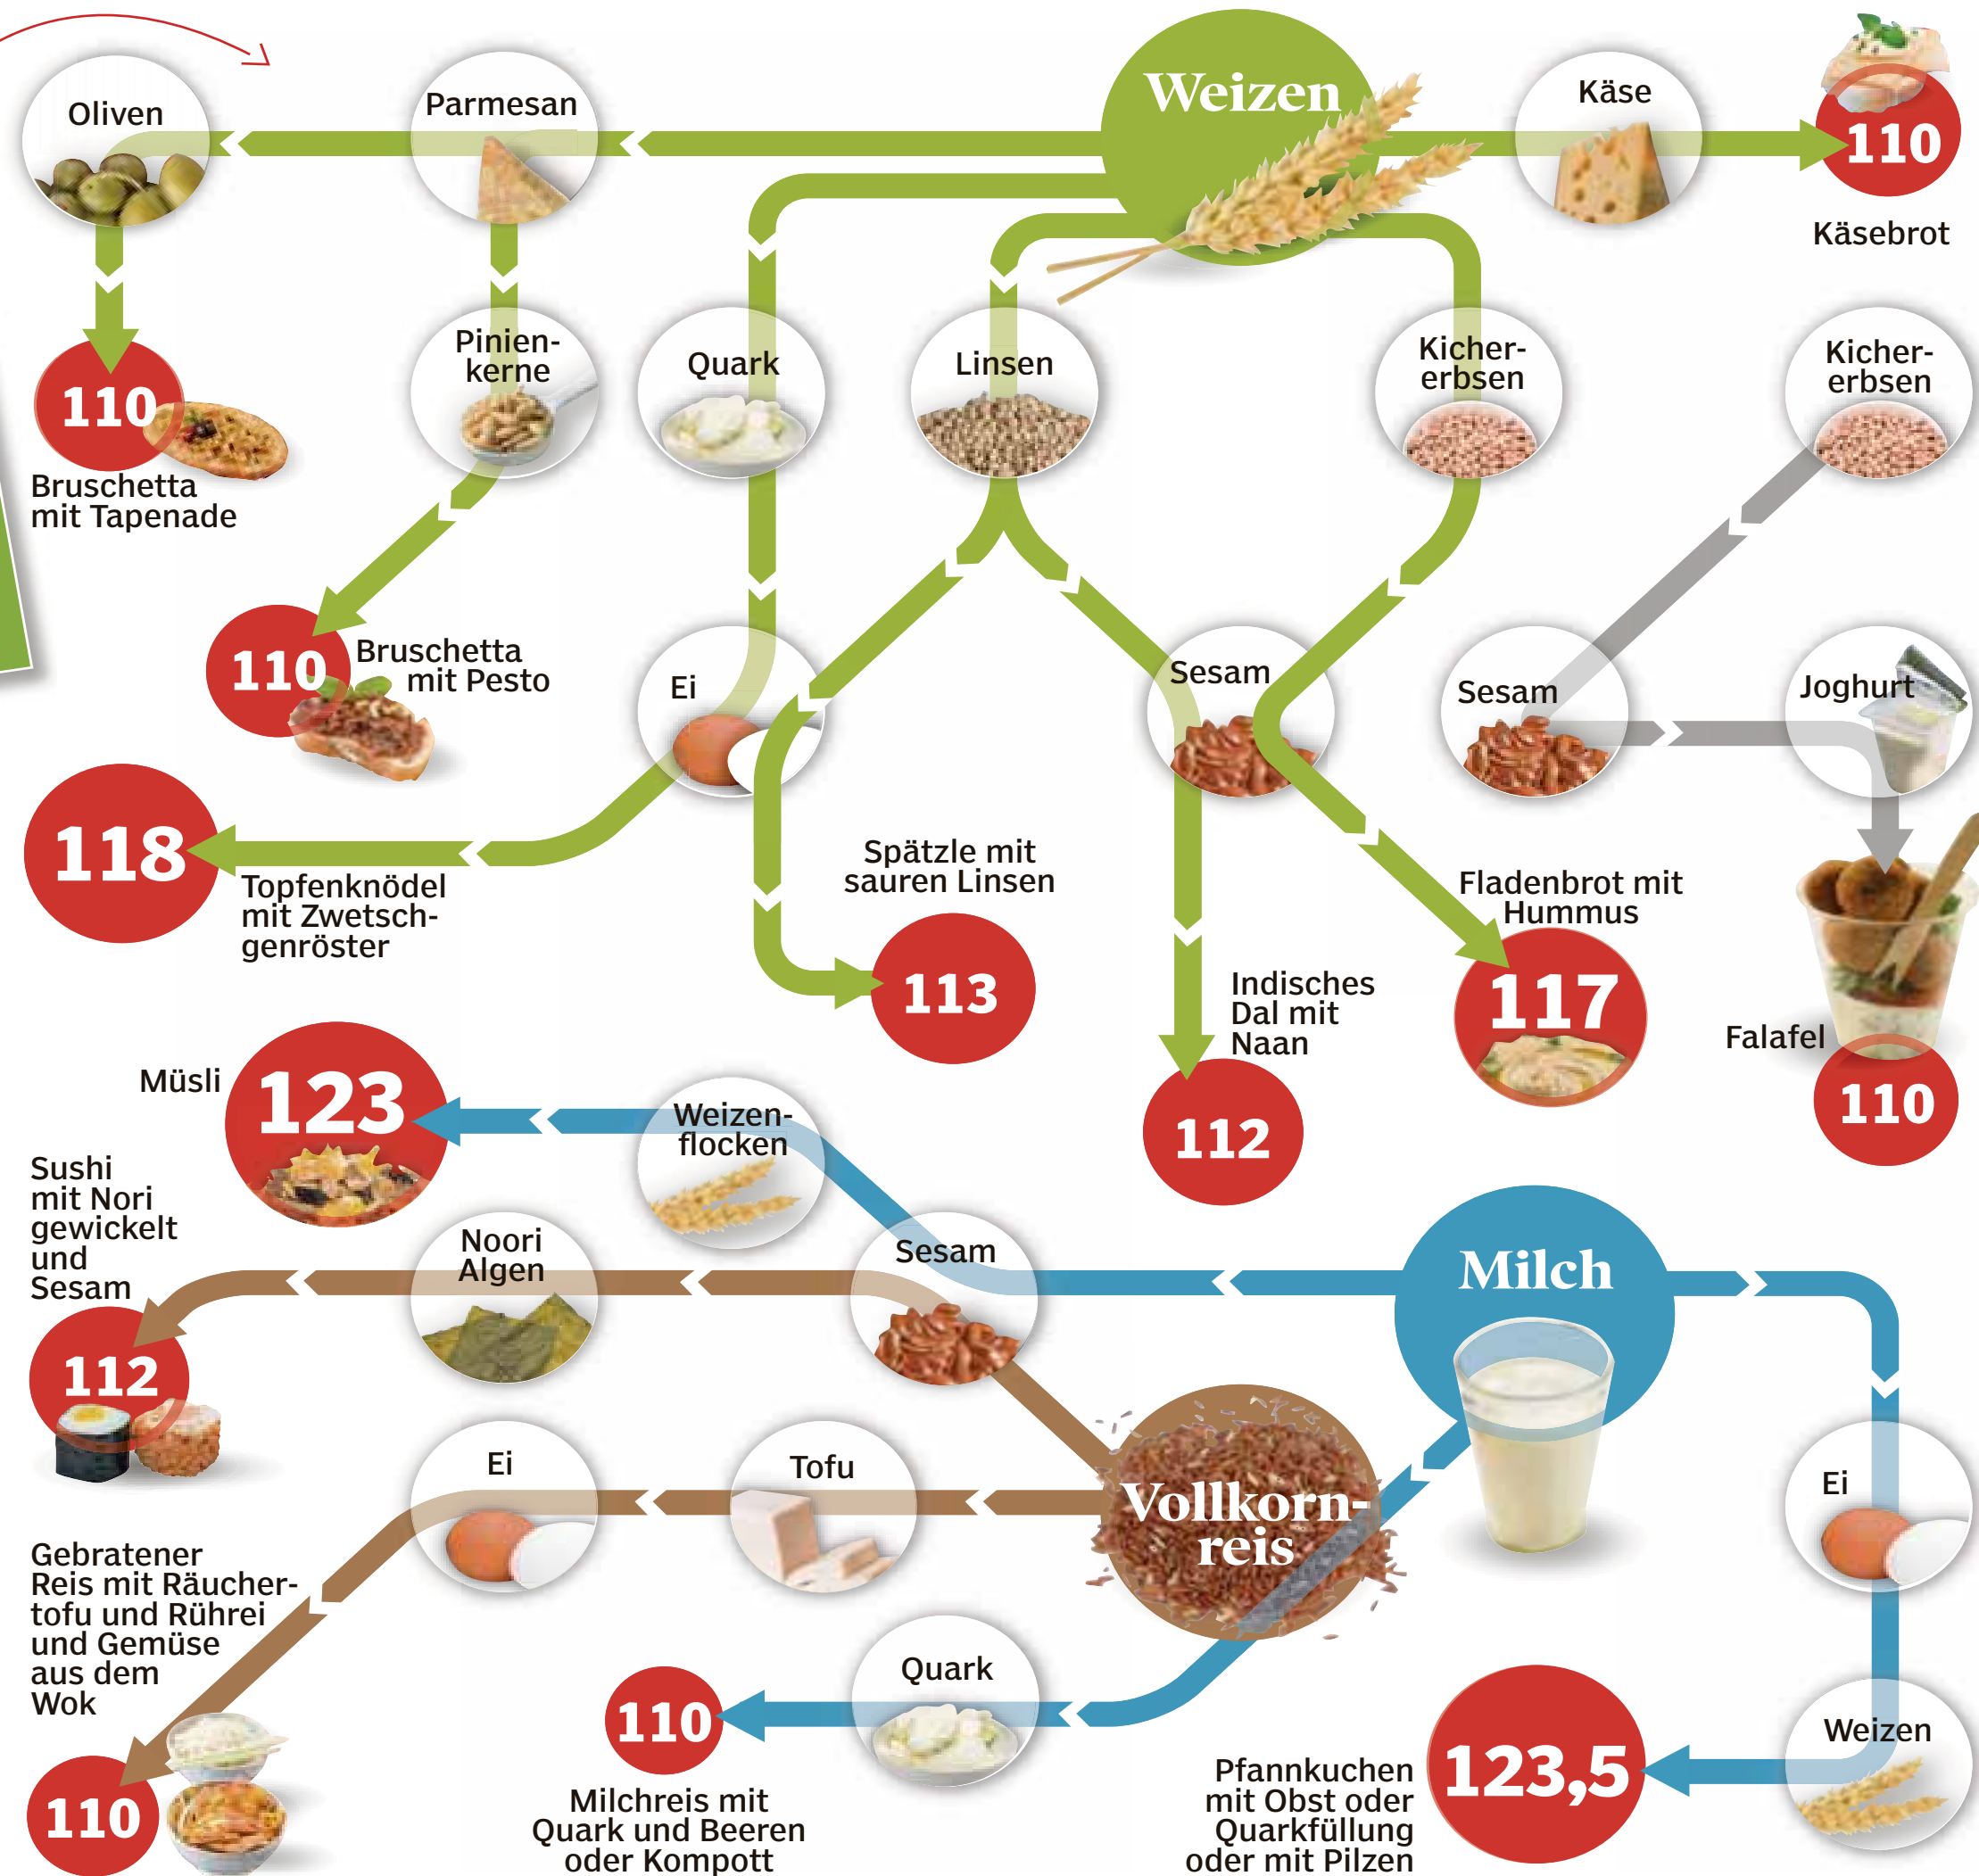 Weizen
Oliven
Parmesan
Käse
110
Käsebrot
Pinien-
kerne
Quark
Linsen
Kicher-
erbsen
Kicher-
erbsen
110
Bruschetta
mit Tapenade
110
Bruschetta
mit Pesto
Ei
Sesam
Sesam
Joghurt
118
Topfenknödel
mit Zwetsch-
genröster
Spätzle mit
sauren Linsen
113
Fladenbrot mit
Hummus
117
Indisches
Dal mit
Naan
112
Falafel
110
Müsli
123
Weizen-
flocken
Sushi
mit Nori
gewickelt
und
Sesam
112
Noori
Algen
Sesam
Milch
Ei
Tofu
Vollkorn-
reis
Ei
Gebratener
Reis mit Räucher-
tofu und Rührei
und Gemüse
aus dem
Wok
110
Quark
110
Milchreis mit
Quark und Beeren
oder Kompott
Weizen
123,5
Pfannkuchen
mit Obst oder
Quarkfüllung
oder mit Pilzen